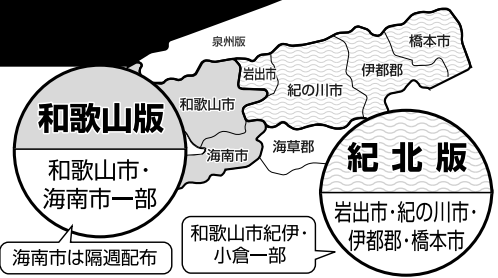 泉州版
橋本市
伊都郡
岩出市
紀の川市
和歌山市
海南市
海草郡
和歌山版
和歌山市・
海南市一部
海南市は隔週配布
紀北版
岩出市・紀の川市・
伊都郡・橋本市
和歌山市紀伊・
小倉一部